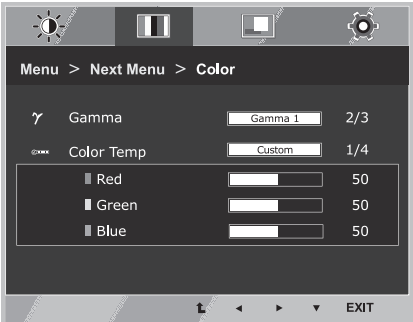 Menu > Next Menu > Color
γ Gamma Gamma 1 2/3
Color Temp Custom 1/4
Red 50
Green 50
Blue 50
EXIT